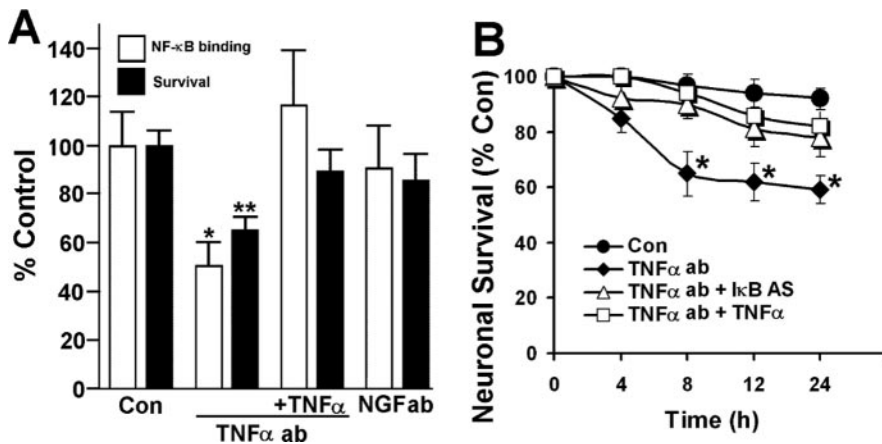 A
NF-κB binding
Survival
% Control
140
120
100
80
60
40
20
0
*
**
Con
+TNFα
NGFab
TNFα ab
B
Neuronal Survival (% Con)
100
80
60
40
20
0
*
*
*
Con
TNFα ab
TNFα ab + IκB AS
TNFα ab + TNFα
0 4 8 12 24
Time (h)